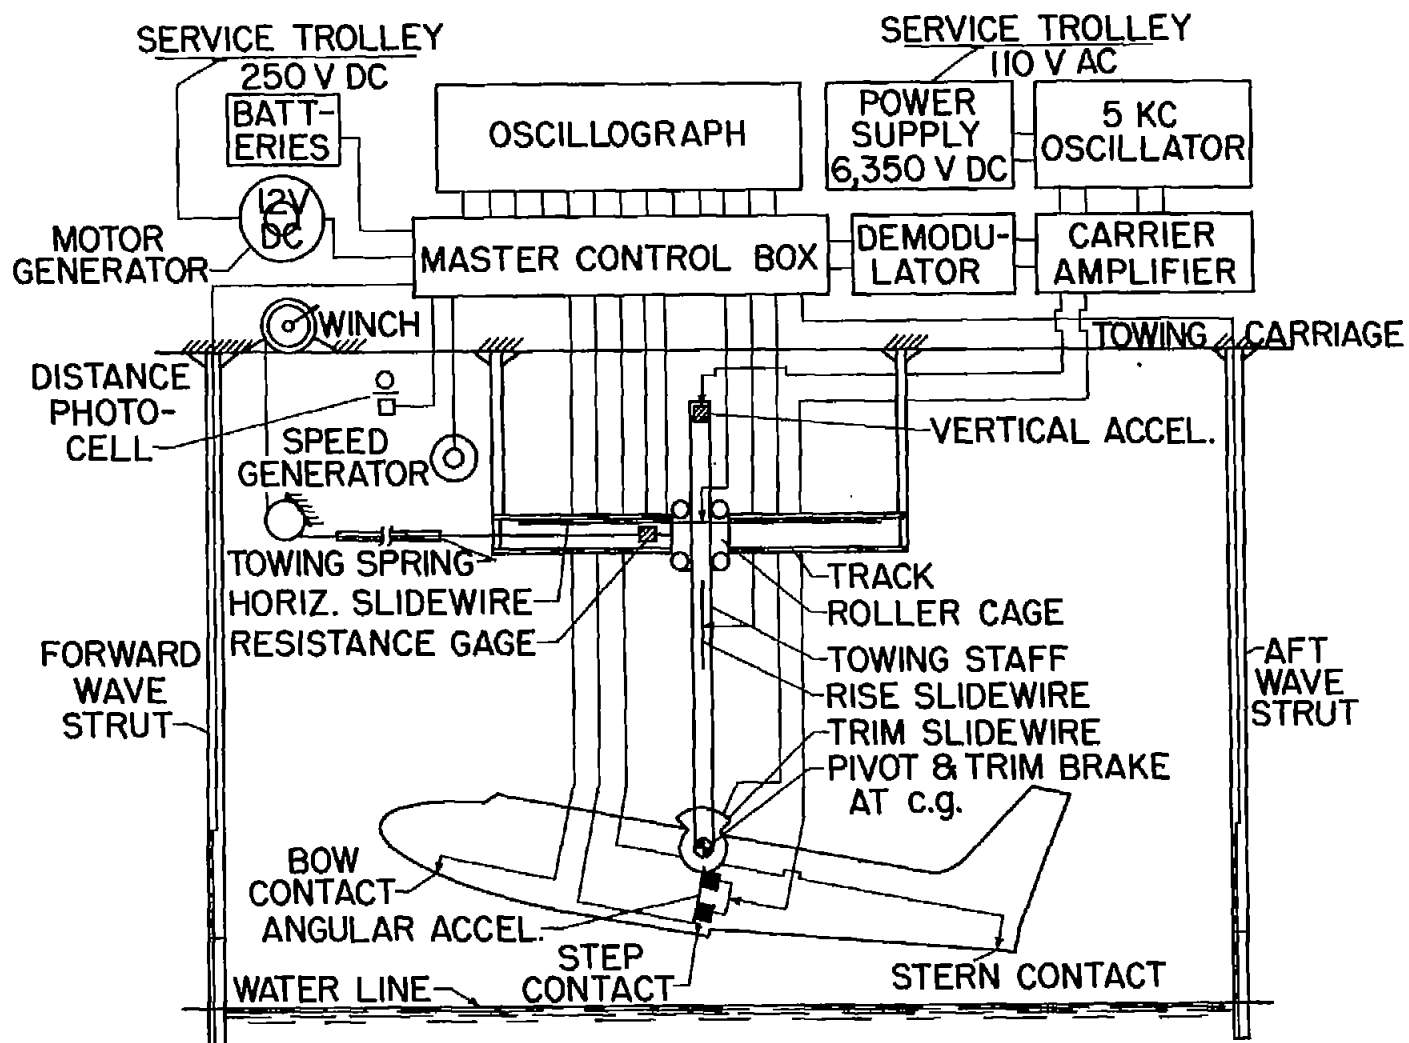 SERVICE TROLLEY
250 V DC
SERVICE TROLLEY
110 V AC
BATT-
ERIES
OSCILLOGRAPH
POWER
SUPPLY
6,350 V DC
5 KC
OSCILLATOR
12V
DC
MOTOR
GENERATOR
MASTER CONTROL BOX
DEMODU-
LATOR
CARRIER
AMPLIFIER
WINCH
TOWING CARRIAGE
DISTANCE
PHOTO-
CELL
SPEED
GENERATOR
VERTICAL ACCEL.
TOWING SPRING
HORIZ. SLIDEWIRE
RESISTANCE GAGE
TRACK
ROLLER CAGE
TOWING STAFF
RISE SLIDEWIRE
TRIM SLIDEWIRE
PIVOT & TRIM BRAKE
AT c.g.
FORWARD
WAVE
STRUT
AFT
WAVE
STRUT
BOW
CONTACT
ANGULAR ACCEL.
STEP
CONTACT
STERN CONTACT
WATER LINE